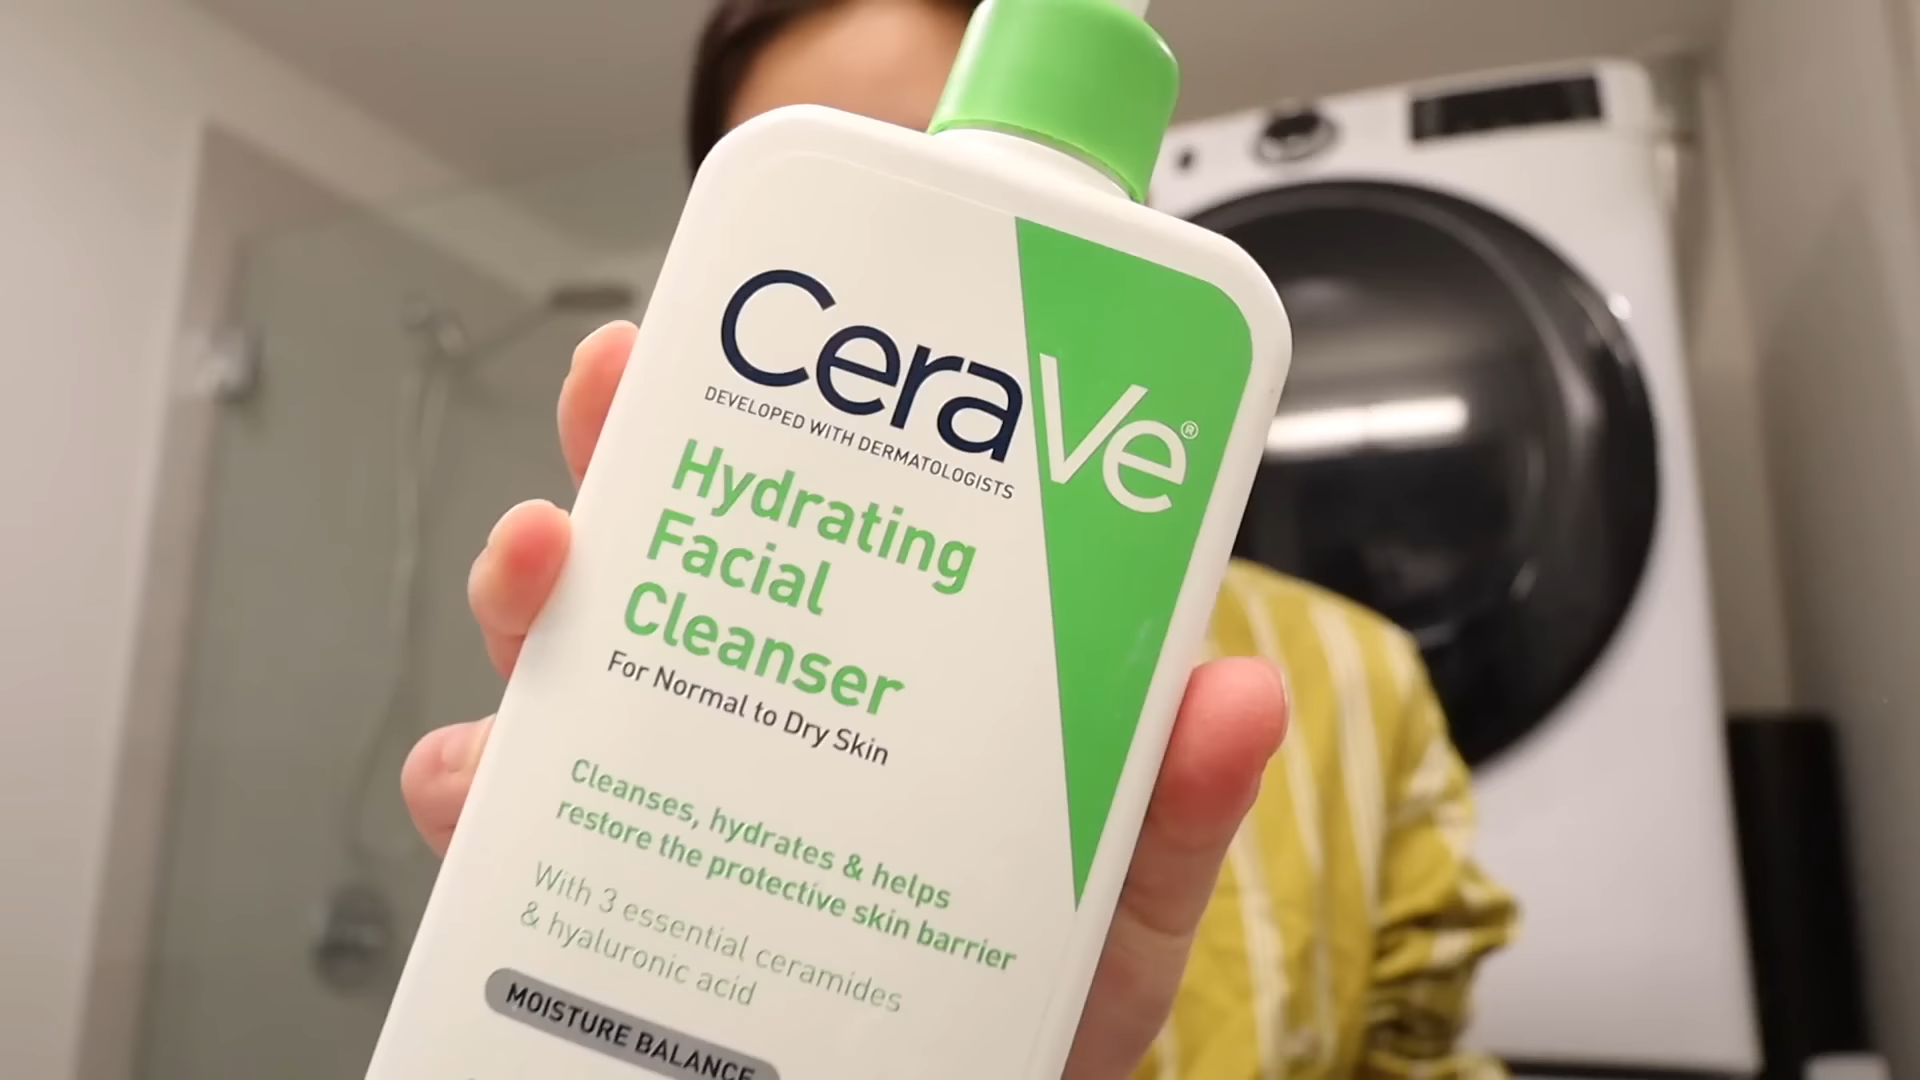 CeraVe®
DEVELOPED WITH DERMATOLOGISTS
Hydrating
Facial
Cleanser
For Normal to Dry Skin
Cleanses, hydrates & helps
restore the protective skin barrier
With 3 essential ceramides
& hyaluronic acid
MOISTURE BALANCE